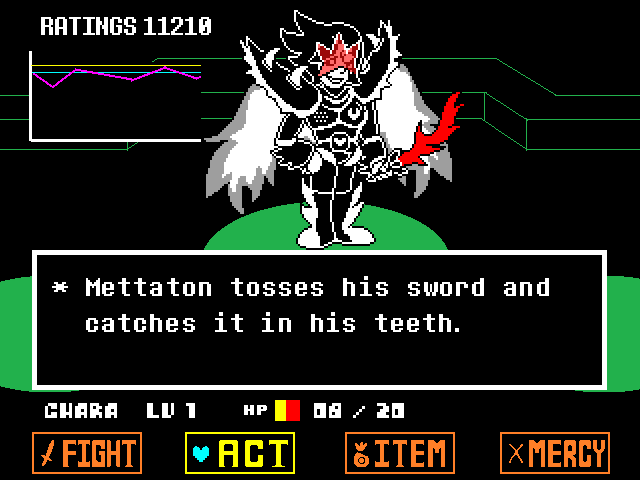 RATINGS 11210
* Mettaton tosses his sword and
catches it in his teeth.
CHARA LV 1 HP 08 / 20
FIGHT ACT ITEM MERCY